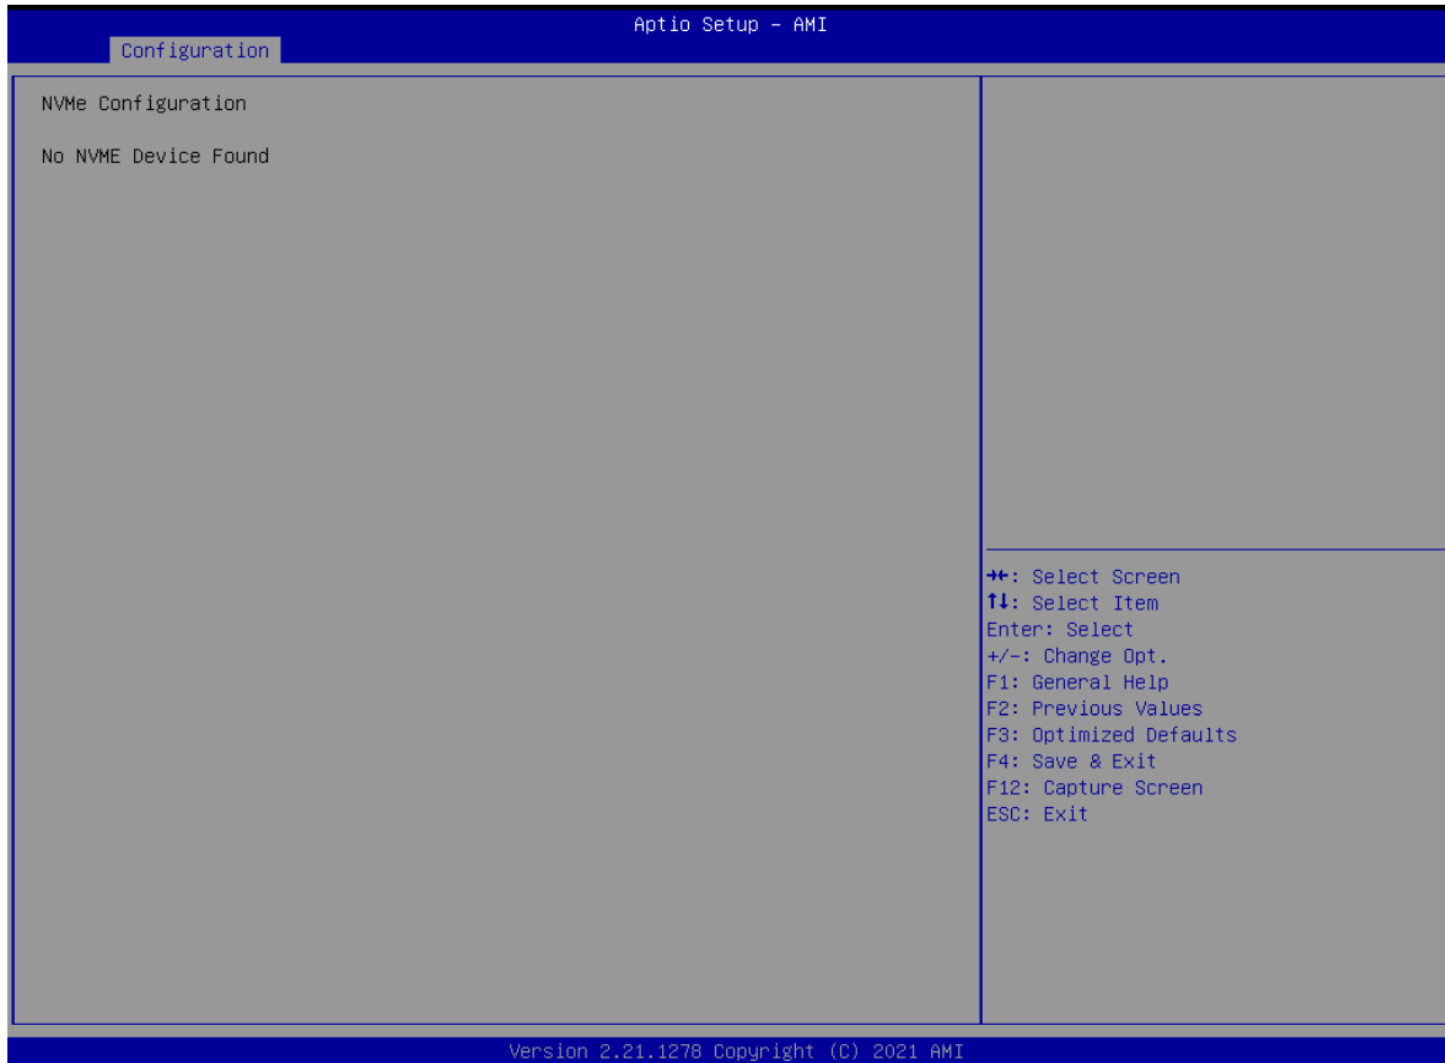 Aptio Setup – AMI
Configuration
NVMe Configuration
No NVME Device Found
→←: Select Screen
↑↓: Select Item
Enter: Select
+/-: Change Opt.
F1: General Help
F2: Previous Values
F3: Optimized Defaults
F4: Save & Exit
F12: Capture Screen
ESC: Exit
Version 2.21.1278 Copyright (C) 2021 AMI